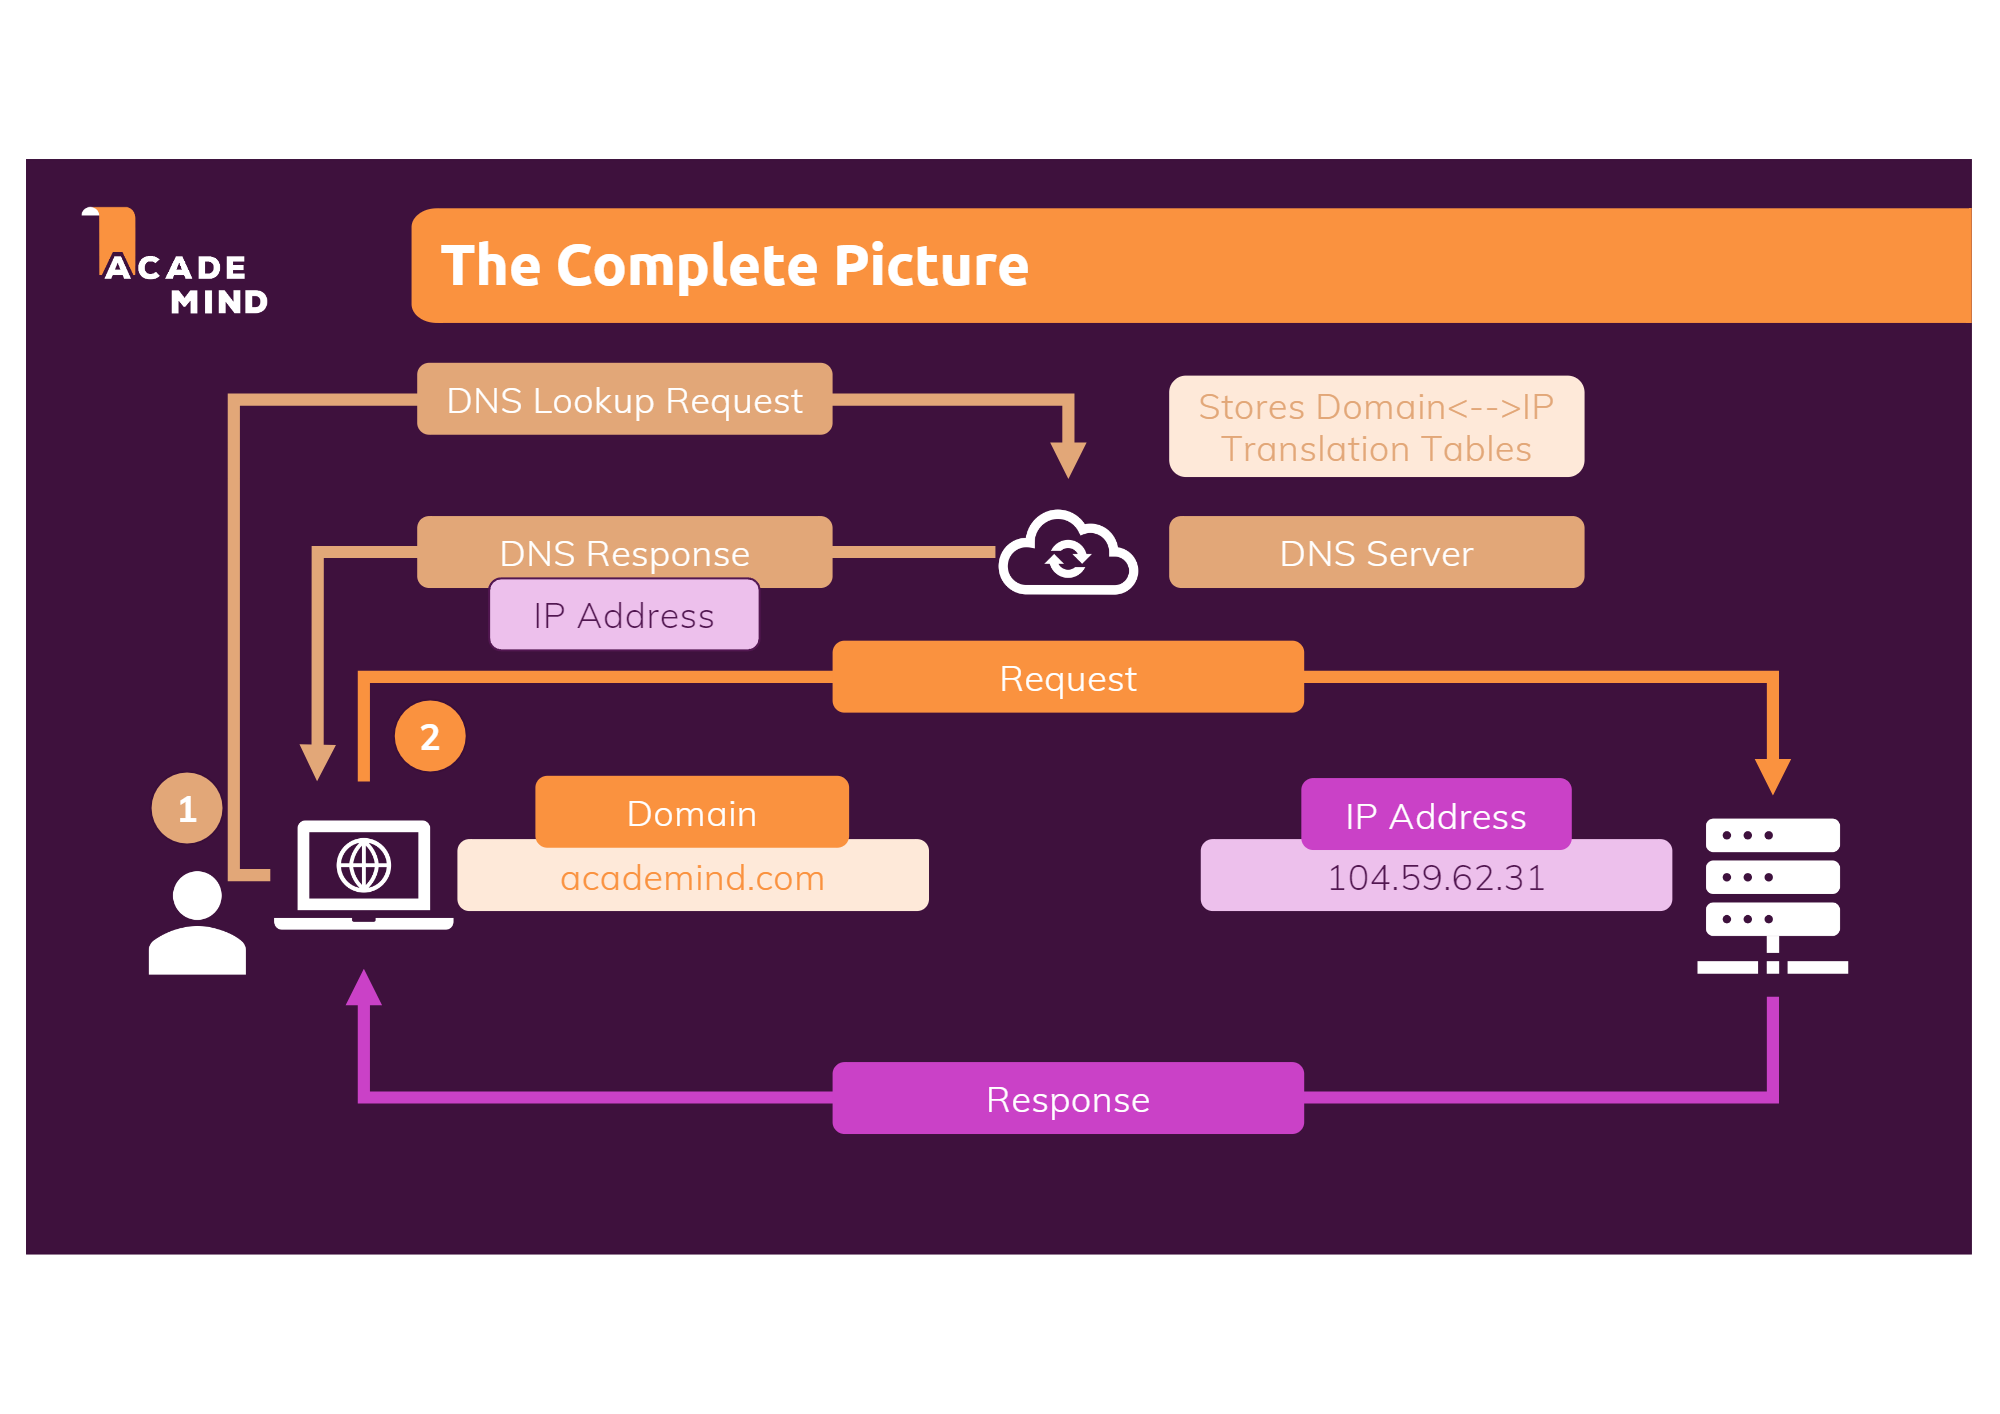 ACADE
MIND
The Complete Picture
DNS Lookup Request
Stores Domain<-->IP
Translation Tables
DNS Response
DNS Server
IP Address
Request
2
1
Domain
IP Address
academind.com
104.59.62.31
Response